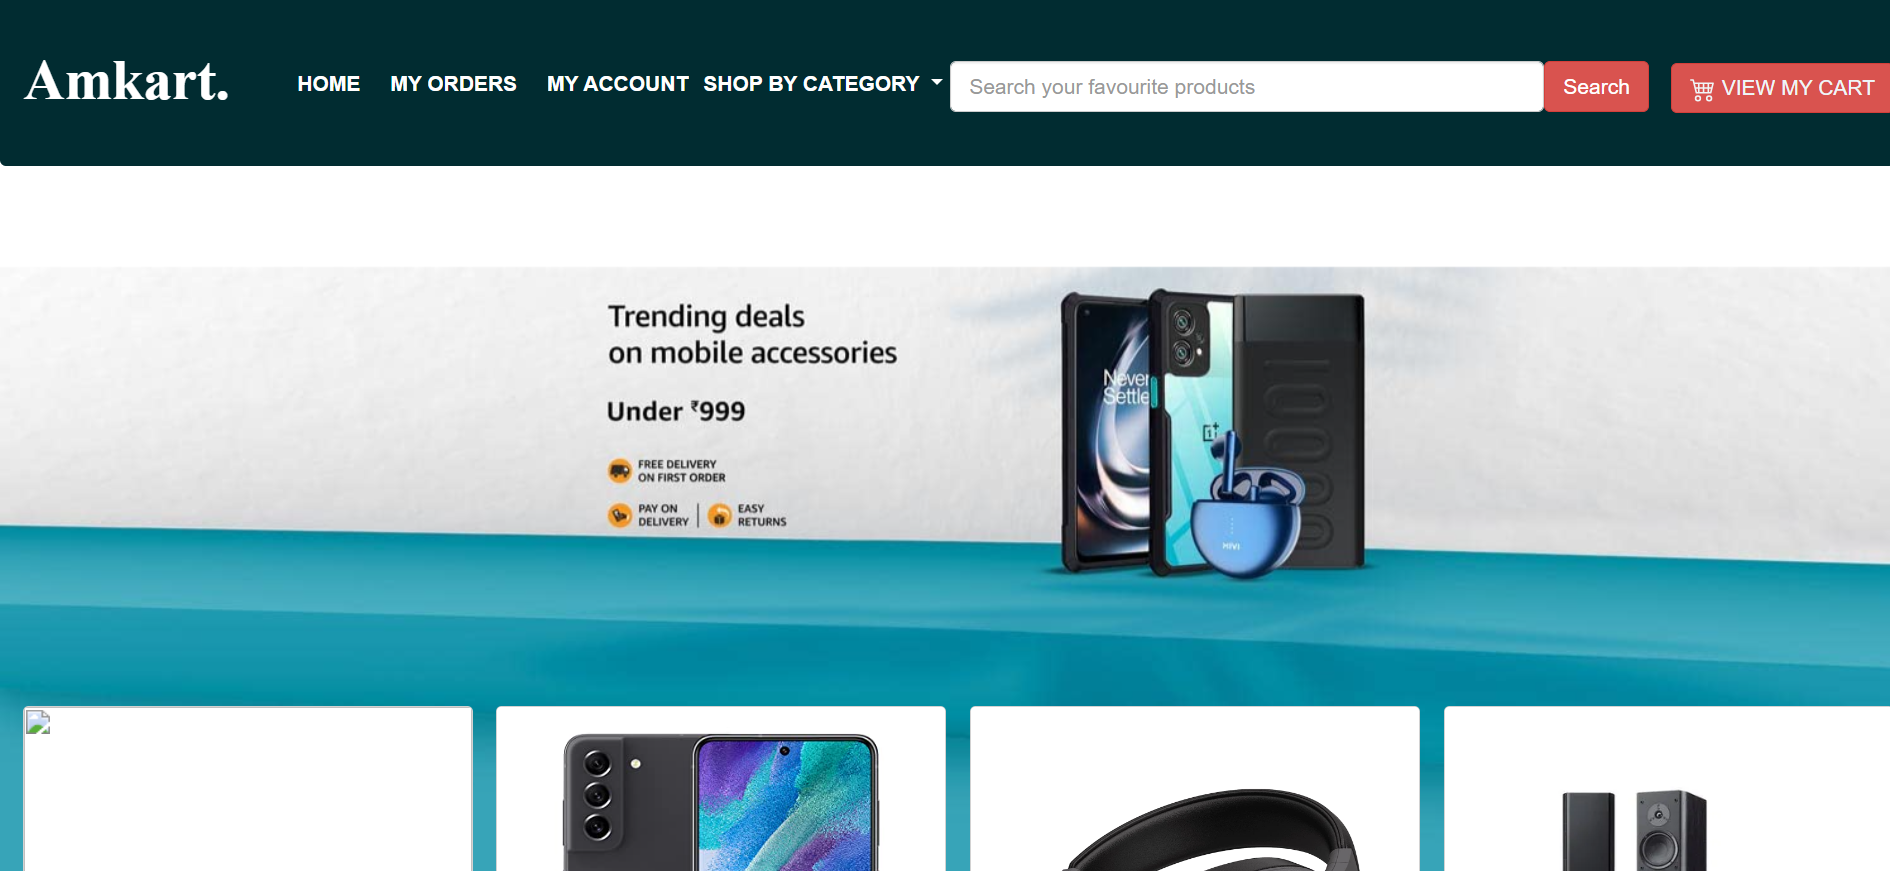 Amkart.
HOME
MY ORDERS
MY ACCOUNT
SHOP BY CATEGORY
Search your favourite products
Search
VIEW MY CART
Trending deals
on mobile accessories
Under ₹999
FREE DELIVERY
ON FIRST ORDER
PAY ON
DELIVERY
EASY
RETURNS
Never
Settle
MIVI